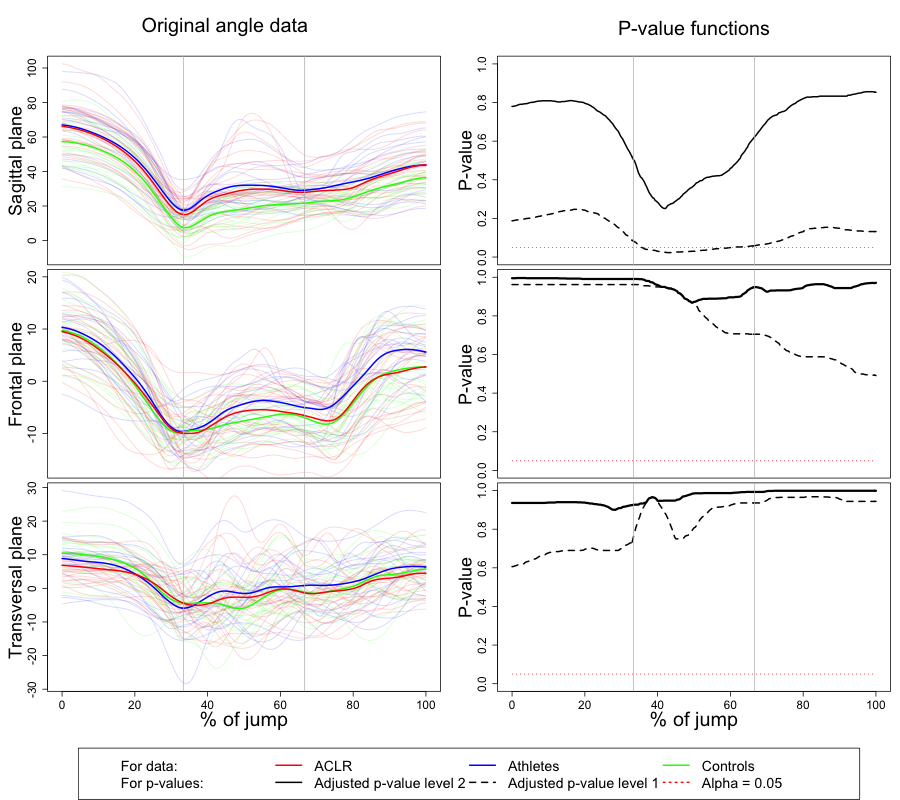 Original angle data
P-value functions
Sagittal plane
0 20 40 60 80 100
P-value
0.0 0.2 0.4 0.6 0.8 1.0
Frontal plane
-10 0 10 20
P-value
0.0 0.2 0.4 0.6 0.8 1.0
Transversal plane
-30 -20 -10 0 10 20 30
P-value
0.0 0.2 0.4 0.6 0.8 1.0
0 20 40 60 80 100
% of jump
0 20 40 60 80 100
% of jump
For data: ACLR Athletes Controls
For p-values: Adjusted p-value level 2 Adjusted p-value level 1 Alpha = 0.05